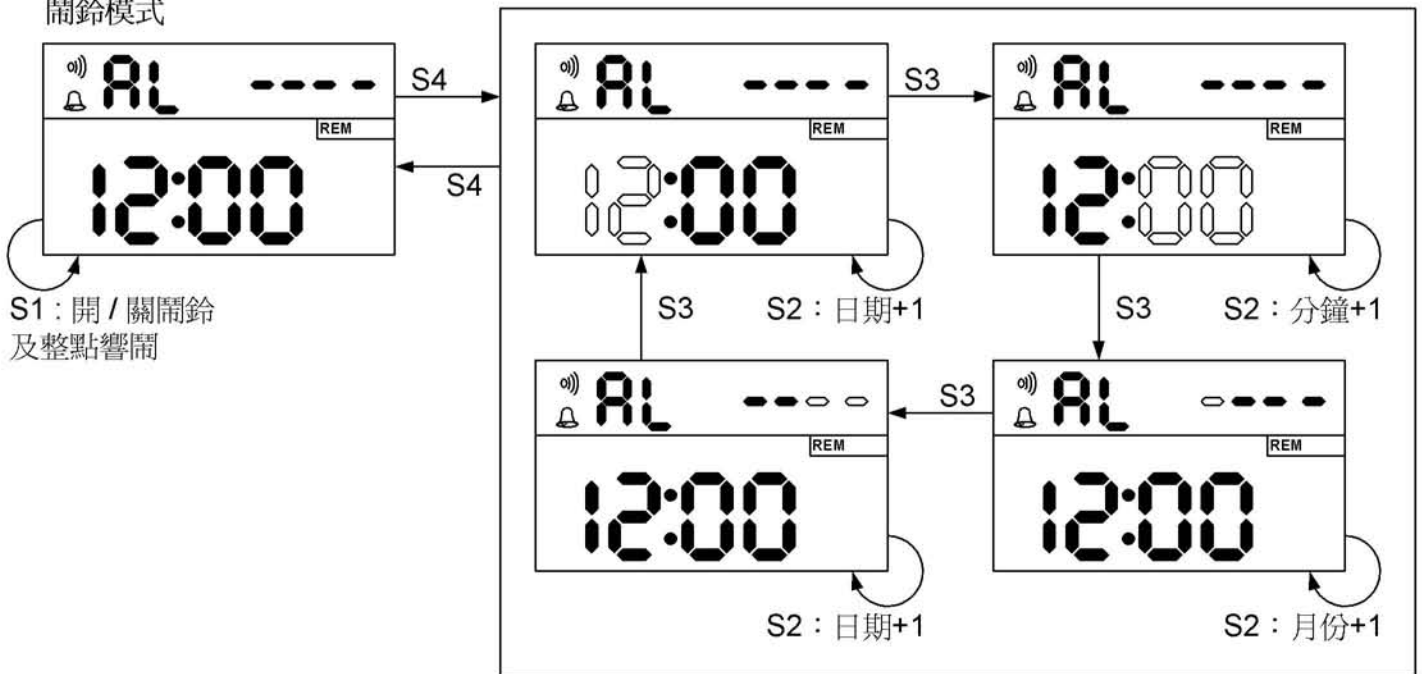 鬧鈴模式
AL ----
REM
12:00
S1：開 / 關鬧鈴
及整點響鬧
S4
S4
AL ----
REM
12:00
S2：日期+1
S3
AL ----
REM
12:00
S2：分鐘+1
S3
AL ----
REM
12:00
S2：月份+1
S3
AL ----
REM
12:00
S2：日期+1
S3